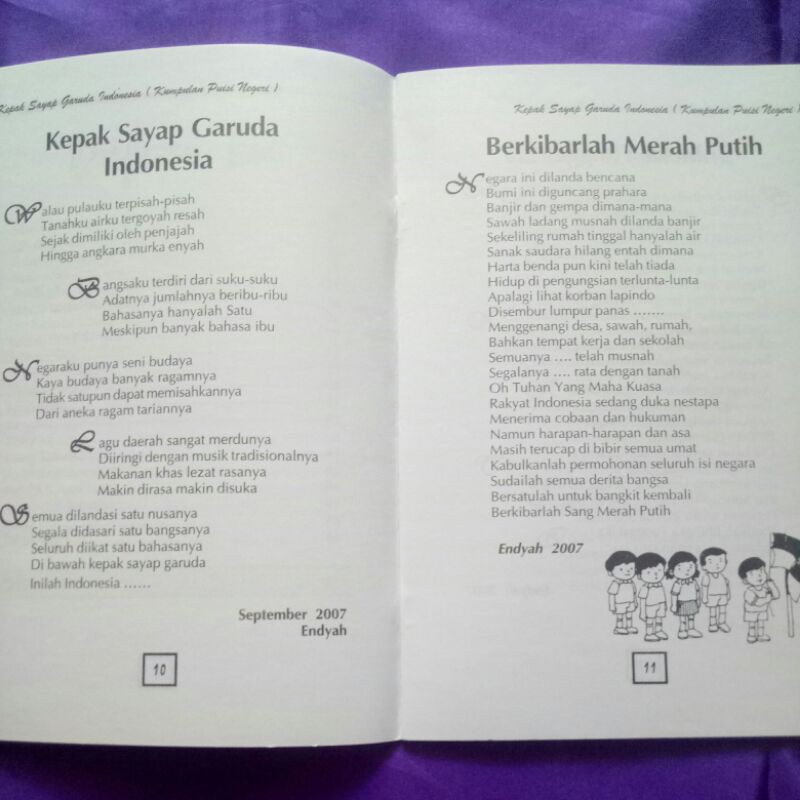 Kepak Sayap Garuda Indonesia ( Kumpulan Puisi Negeri )
Kepak Sayap Garuda
Indonesia
Walau pulauku terpisah-pisah
Tanahku airku tergoyah resah
Sejak dimiliki oleh penjajah
Hingga angkara murka enyah
Bangsaku terdiri dari suku-suku
Adatnya jumlahnya beribu-ribu
Bahasanya hanyalah Satu
Meskipun banyak bahasa ibu
Negaraku punya seni budaya
Kaya budaya banyak ragamnya
Tidak satupun dapat memisahkannya
Dari aneka ragam tariannya
Lagu daerah sangat merdunya
Diiringi dengan musik tradisionalnya
Makanan khas lezat rasanya
Makin dirasa makin disuka
Semua dilandasi satu nusanya
Segala didasari satu bangsanya
Seluruh diikat satu bahasanya
Di bawah kepak sayap garuda
Inilah Indonesia ......
September 2007
Endyah
10
Kepak Sayap Garuda Indonesia ( Kumpulan Puisi Negeri )
Berkibarlah Merah Putih
Negara ini dilanda bencana
Bumi ini diguncang prahara
Banjir dan gempa dimana-mana
Sawah ladang musnah dilanda banjir
Sekeliling rumah tinggal hanyalah air
Sanak saudara hilang entah dimana
Harta benda pun kini telah tiada
Hidup di pengungsian terlunta-lunta
Apalagi lihat korban lapindo
Disembur lumpur panas .......
Menggenangi desa, sawah, rumah,
Bahkan tempat kerja dan sekolah
Semuanya .... telah musnah
Segalanya .... rata dengan tanah
Oh Tuhan Yang Maha Kuasa
Rakyat Indonesia sedang duka nestapa
Menerima cobaan dan hukuman
Namun harapan-harapan dan asa
Masih terucap di bibir semua umat
Kabulkanlah permohonan seluruh isi negara
Sudailah semua derita bangsa
Bersatulah untuk bangkit kembali
Berkibarlah Sang Merah Putih
Endyah 2007
11